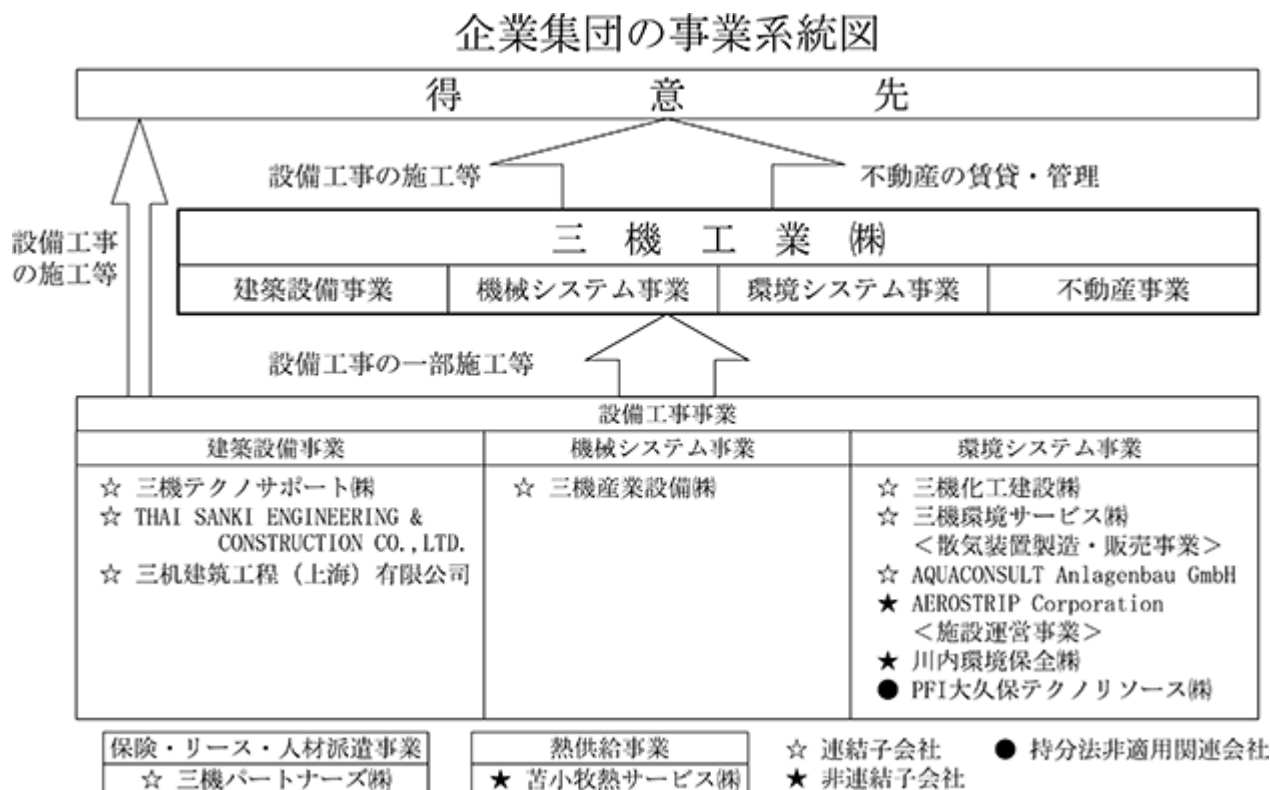 企業集団の事業系統図
得意先
設備工事の施工等
不動産の賃貸・管理
設備工事
の施工等
三機工業㈱
建築設備事業
機械システム事業
環境システム事業
不動産事業
設備工事の一部施工等
設備工事事業
建築設備事業
☆ 三機テクノサポート㈱
☆ THAI SANKI ENGINEERING &
CONSTRUCTION CO.,LTD.
☆ 三机建筑工程（上海）有限公司
機械システム事業
☆ 三機産業設備㈱
環境システム事業
☆ 三機化工建設㈱
☆ 三機環境サービス㈱
＜散気装置製造・販売事業＞
☆ AQUACONSULT Anlagenbau GmbH
★ AEROSTRIP Corporation
＜施設運営事業＞
★ 川内環境保全㈱
● PFI大久保テクノリソース㈱
保険・リース・人材派遣事業
☆ 三機パートナーズ㈱
熱供給事業
★ 苫小牧熱サービス㈱
☆ 連結子会社
● 持分法非適用関連会社
★ 非連結子会社